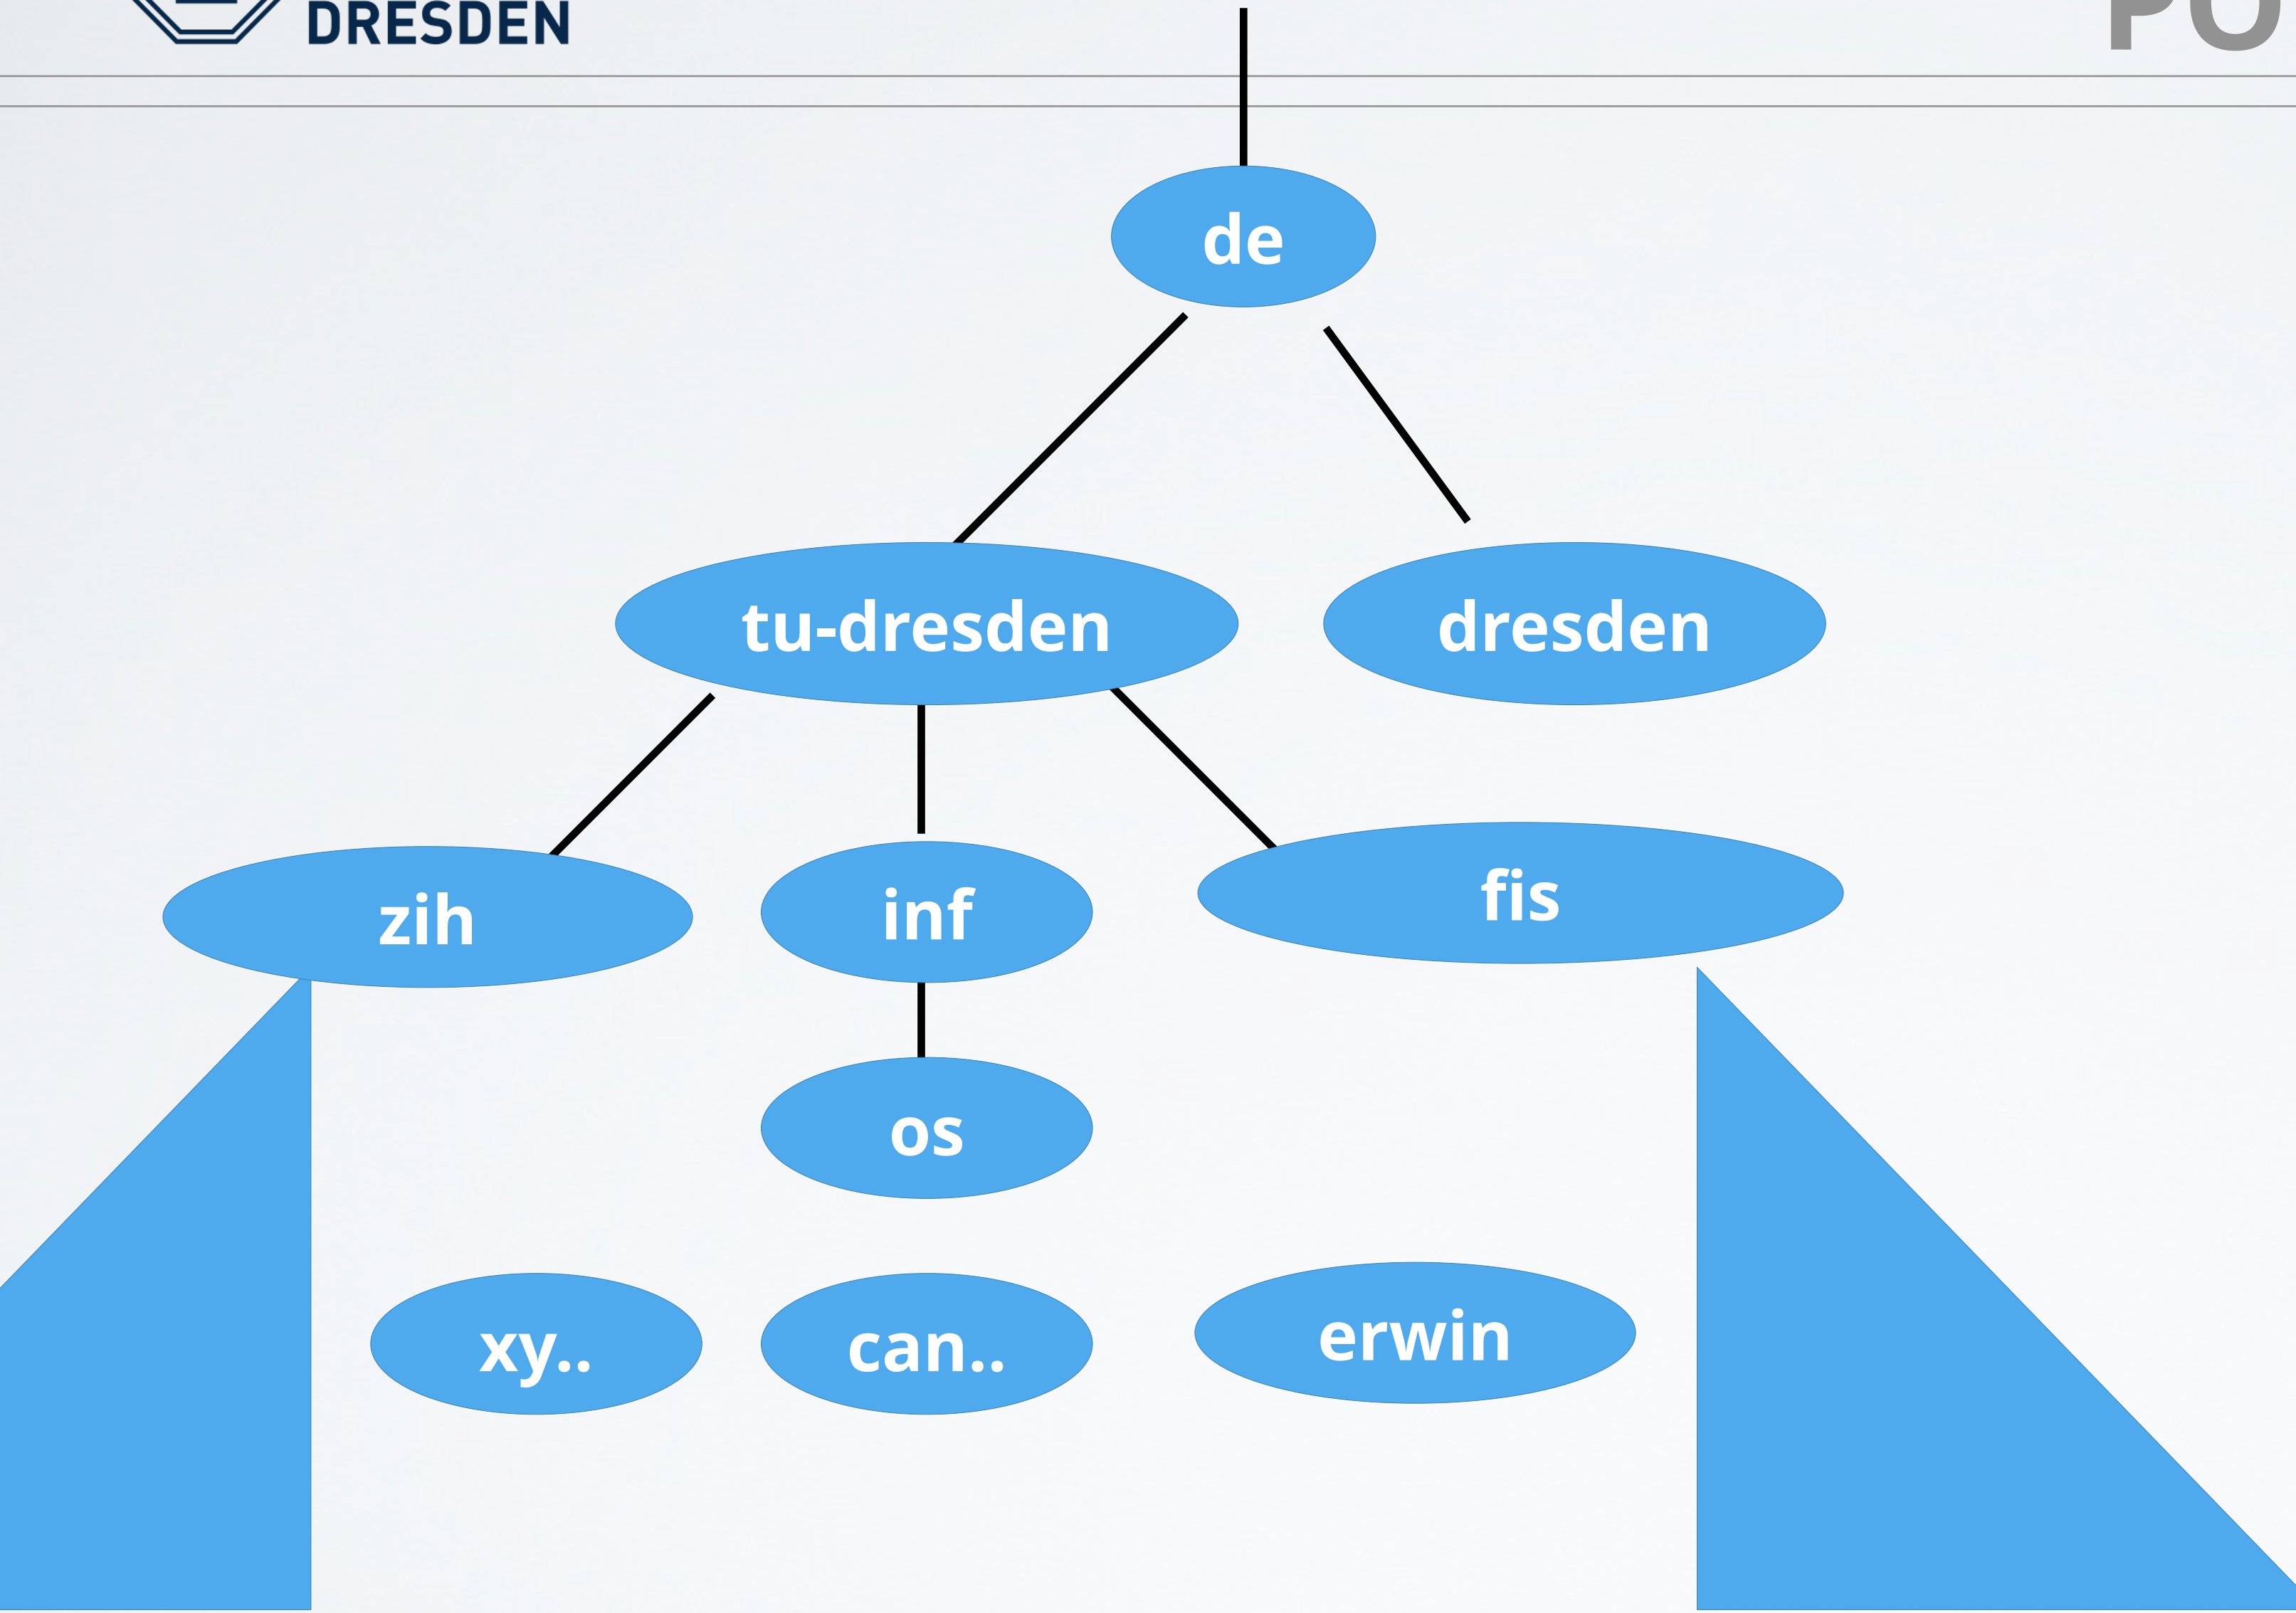 DRESDEN
de
tu-dresden
dresden
zih
inf
fis
os
xy..
can..
erwin